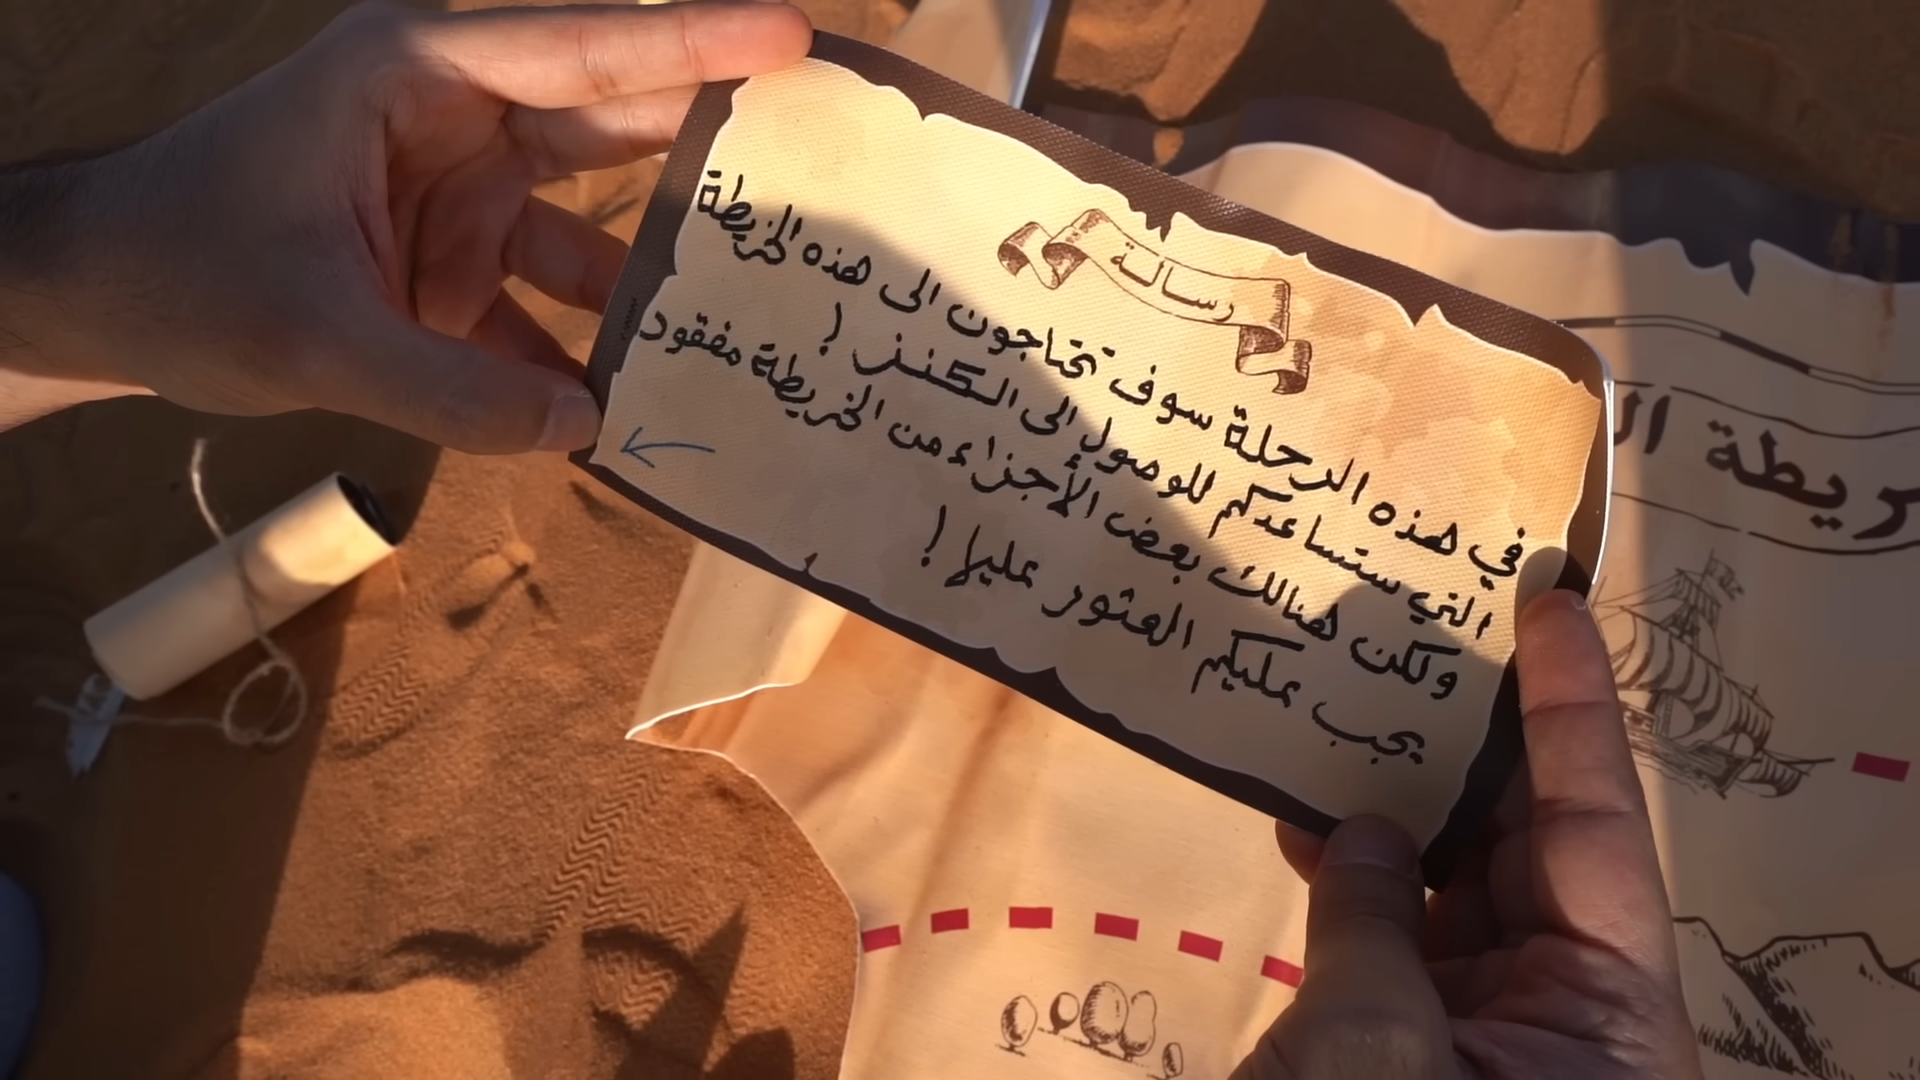 رسالة
في هذه الرحلة سوف تحتاجون الى هذه الخريطة
التي ستساعدكم للوصول إلى الكنز !
ولكن هنالك بعض الأجزاء من الخريطة مفقود
يجب عليكم العثور عليها !